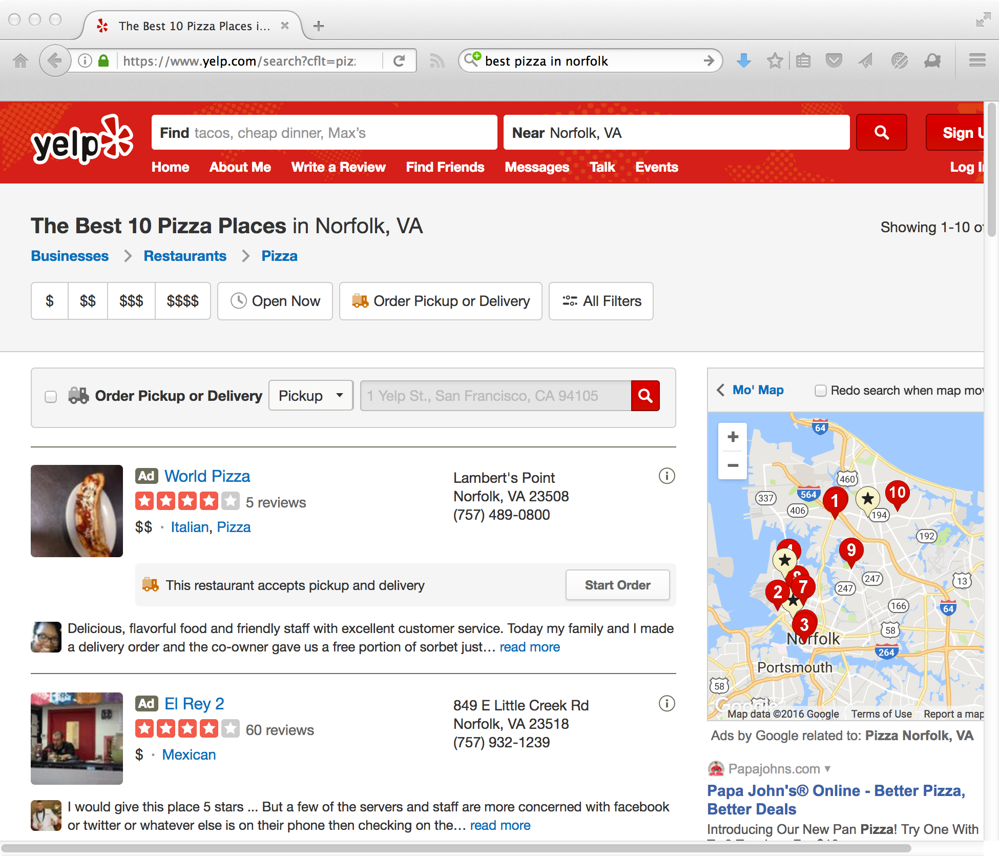 The Best 10 Pizza Places i...
https://www.yelp.com/search?cflt=piz
best pizza in norfolk
yelp
Find tacos, cheap dinner, Max's
Near Norfolk, VA
Sign U
Home About Me Write a Review Find Friends Messages Talk Events
Log I
The Best 10 Pizza Places in Norfolk, VA
Showing 1-10 of
Businesses > Restaurants > Pizza
$ $$ $$$ $$$$ Open Now Order Pickup or Delivery All Filters
Order Pickup or Delivery Pickup 1 Yelp St., San Francisco, CA 94105
Ad World Pizza
5 reviews
$$ · Italian, Pizza
Lambert's Point
Norfolk, VA 23508
(757) 489-0800
This restaurant accepts pickup and delivery
Start Order
Delicious, flavorful food and friendly staff with excellent customer service. Today my family and I made
a delivery order and the co-owner gave us a free portion of sorbet just... read more
Ad El Rey 2
60 reviews
$ · Mexican
849 E Little Creek Rd
Norfolk, VA 23518
(757) 932-1239
I would give this place 5 stars ... But a few of the servers and staff are more concerned with facebook
or twitter or whatever else is on their phone then checking on the... read more
Mo' Map
Redo search when map mov
+
−
64
460
337
564
1
10
406
194
192
4
9
8
247
13
2
7
247
166
64
3
58
Norfolk
264
Portsmouth
58
Google
Map data ©2016 Google Terms of Use Report a map
Ads by Google related to: Pizza Norfolk, VA
Papajohns.com
Papa John's® Online - Better Pizza,
Better Deals
Introducing Our New Pan Pizza! Try One With